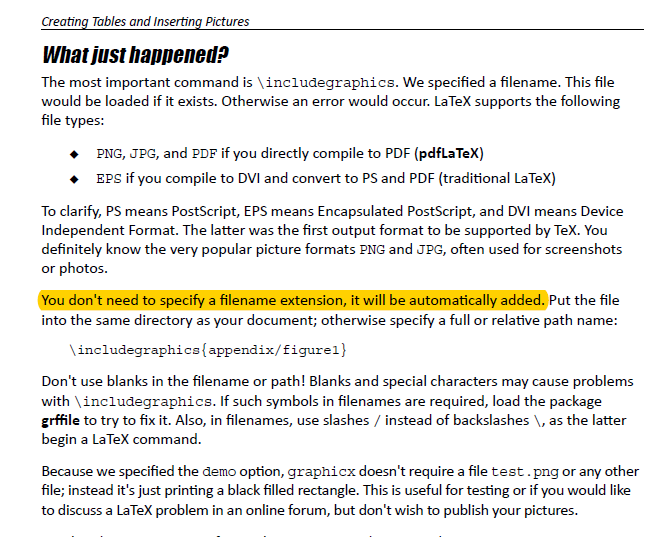 Creating Tables and Inserting Pictures
What just happened?
The most important command is \includegraphics. We specified a filename. This file
would be loaded if it exists. Otherwise an error would occur. LaTeX supports the following
file types:
◆ PNG, JPG, and PDF if you directly compile to PDF (pdfLaTeX)
◆ EPS if you compile to DVI and convert to PS and PDF (traditional LaTeX)
To clarify, PS means PostScript, EPS means Encapsulated PostScript, and DVI means Device
Independent Format. The latter was the first output format to be supported by TeX. You
definitely know the very popular picture formats PNG and JPG, often used for screenshots
or photos.
You don't need to specify a filename extension, it will be automatically added. Put the file
into the same directory as your document; otherwise specify a full or relative path name:
\includegraphics{appendix/figure1}
Don't use blanks in the filename or path! Blanks and special characters may cause problems
with \includegraphics. If such symbols in filenames are required, load the package
grffile to try to fix it. Also, in filenames, use slashes / instead of backslashes \, as the latter
begin a LaTeX command.
Because we specified the demo option, graphicx doesn't require a file test.png or any other
file; instead it's just printing a black filled rectangle. This is useful for testing or if you would like
to discuss a LaTeX problem in an online forum, but don't wish to publish your pictures.